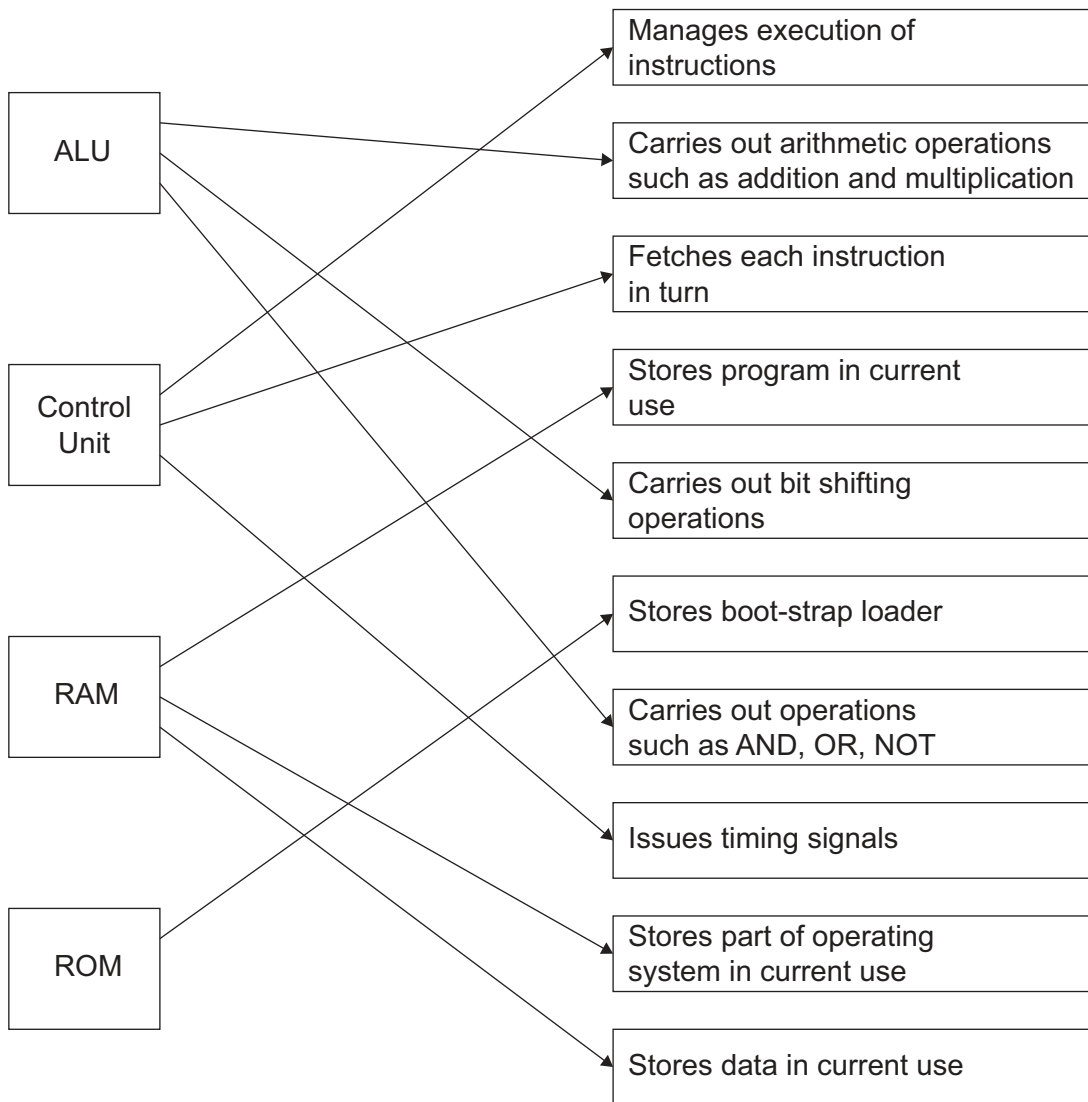 ALU
Control
Unit
RAM
ROM
Manages execution of
instructions
Carries out arithmetic operations
such as addition and multiplication
Fetches each instruction
in turn
Stores program in current
use
Carries out bit shifting
operations
Stores boot-strap loader
Carries out operations
such as AND, OR, NOT
Issues timing signals
Stores part of operating
system in current use
Stores data in current use